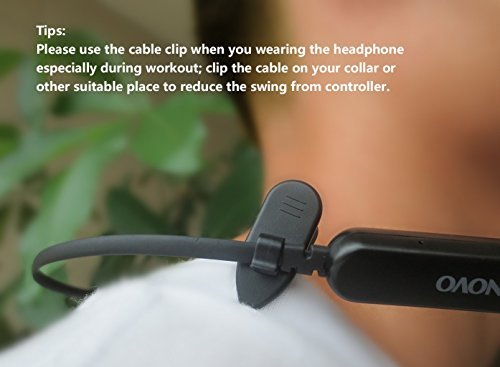 Tips:
Please use the cable clip when you wearing the headphone
especially during workout; clip the cable on your collar or
other suitable place to reduce the swing from controller.
NOVO